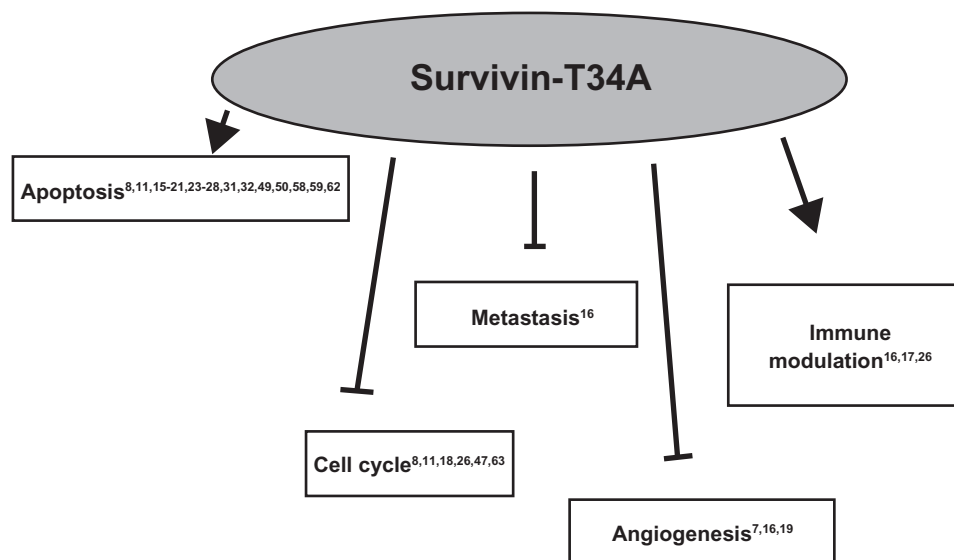 Survivin-T34A
Apoptosis8,11,15-21,23-28,31,32,49,50,58,59,62
Metastasis16
Immune
modulation16,17,26
Cell cycle8,11,18,26,47,63
Angiogenesis7,16,19